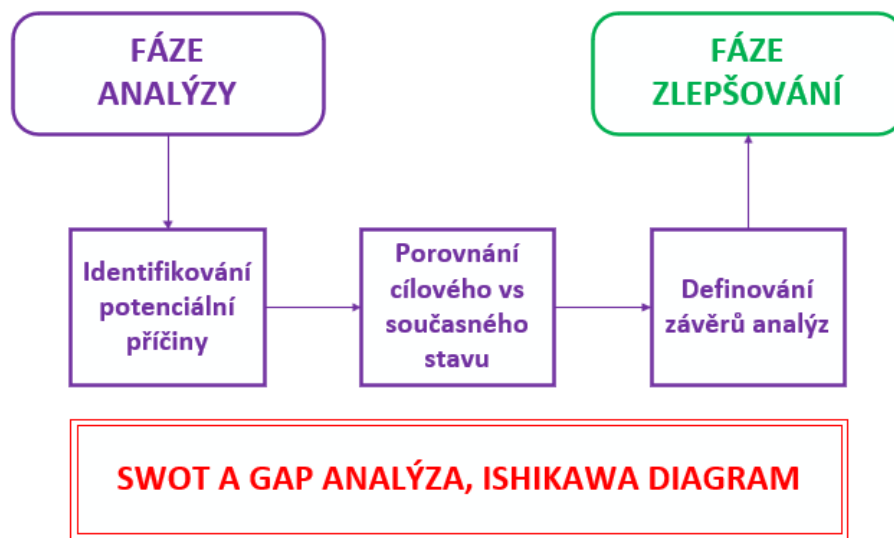 FÁZE
ANALÝZY
FÁZE
ZLEPŠOVÁNÍ
Identifikování
potenciální
příčiny
Porovnání
cílového vs
současného
stavu
Definování
závěrů analýz
SWOT A GAP ANALÝZA, ISHIKAWA DIAGRAM